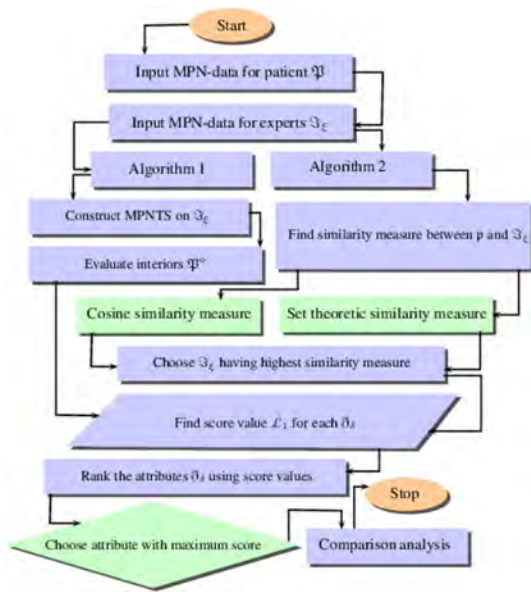 Start
Input MPN-data for patient 𝔓
Input MPN-data for experts ℑ_ξ
Algorithm 1
Algorithm 2
Construct MPNTS on ℑ_ξ
Find similarity measure between 𝔭 and ℑ_ξ
Evaluate interiors 𝔓°
Cosine similarity measure
Set theoretic similarity measure
Choose ℑ_ξ having highest similarity measure
Find score value ℒ₁ for each ð_δ
Rank the attributes ð_δ using score values
Stop
Choose attribute with maximum score
Comparison analysis